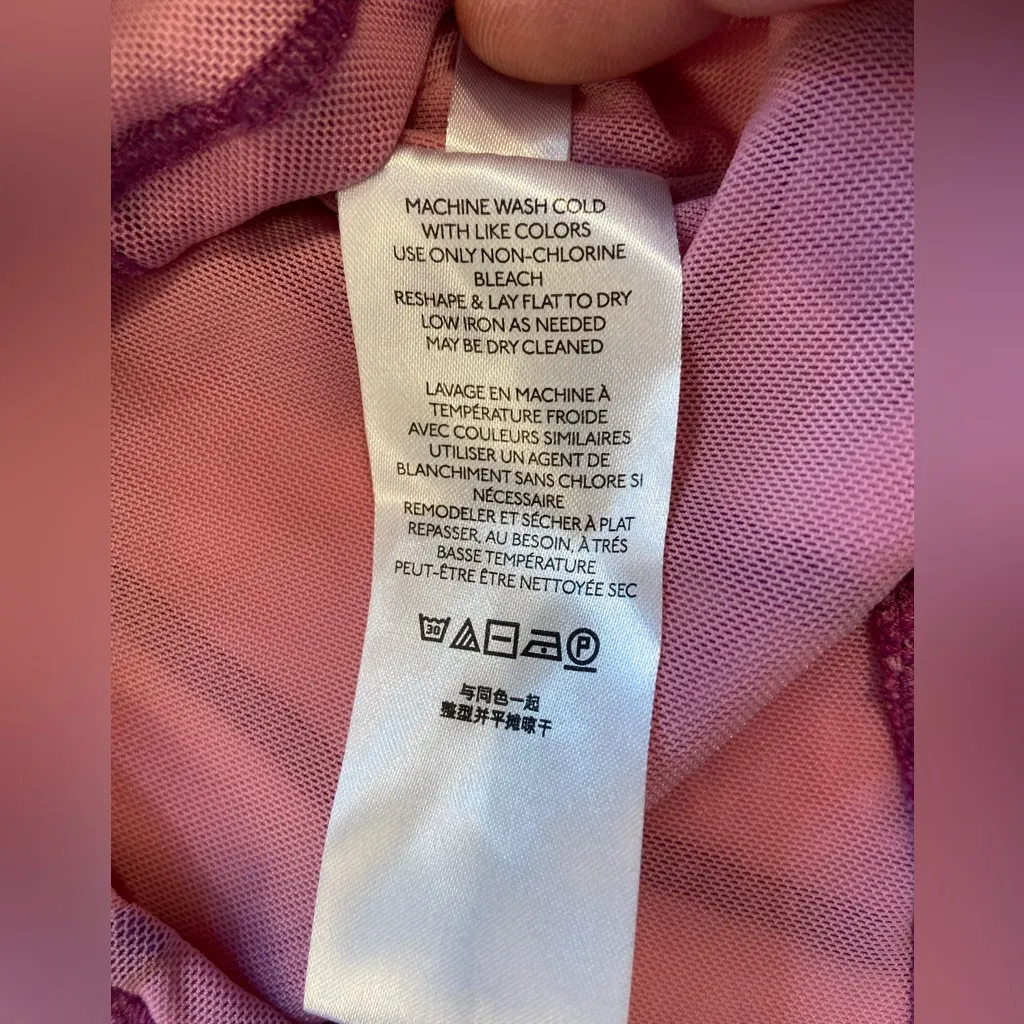 MACHINE WASH COLD
WITH LIKE COLORS
USE ONLY NON-CHLORINE
BLEACH
RESHAPE & LAY FLAT TO DRY
LOW IRON AS NEEDED
MAY BE DRY CLEANED
LAVAGE EN MACHINE À
TEMPÉRATURE FROIDE
AVEC COULEURS SIMILAIRES
UTILISER UN AGENT DE
BLANCHIMENT SANS CHLORE SI
NÉCESSAIRE
REMODELER ET SÉCHER À PLAT
REPASSER, AU BESOIN, À TRÉS
BASSE TEMPÉRATURE
PEUT-ÊTRE ÊTRE NETTOYÉE SEC
30 P
与同色一起
整型并平摊晾干